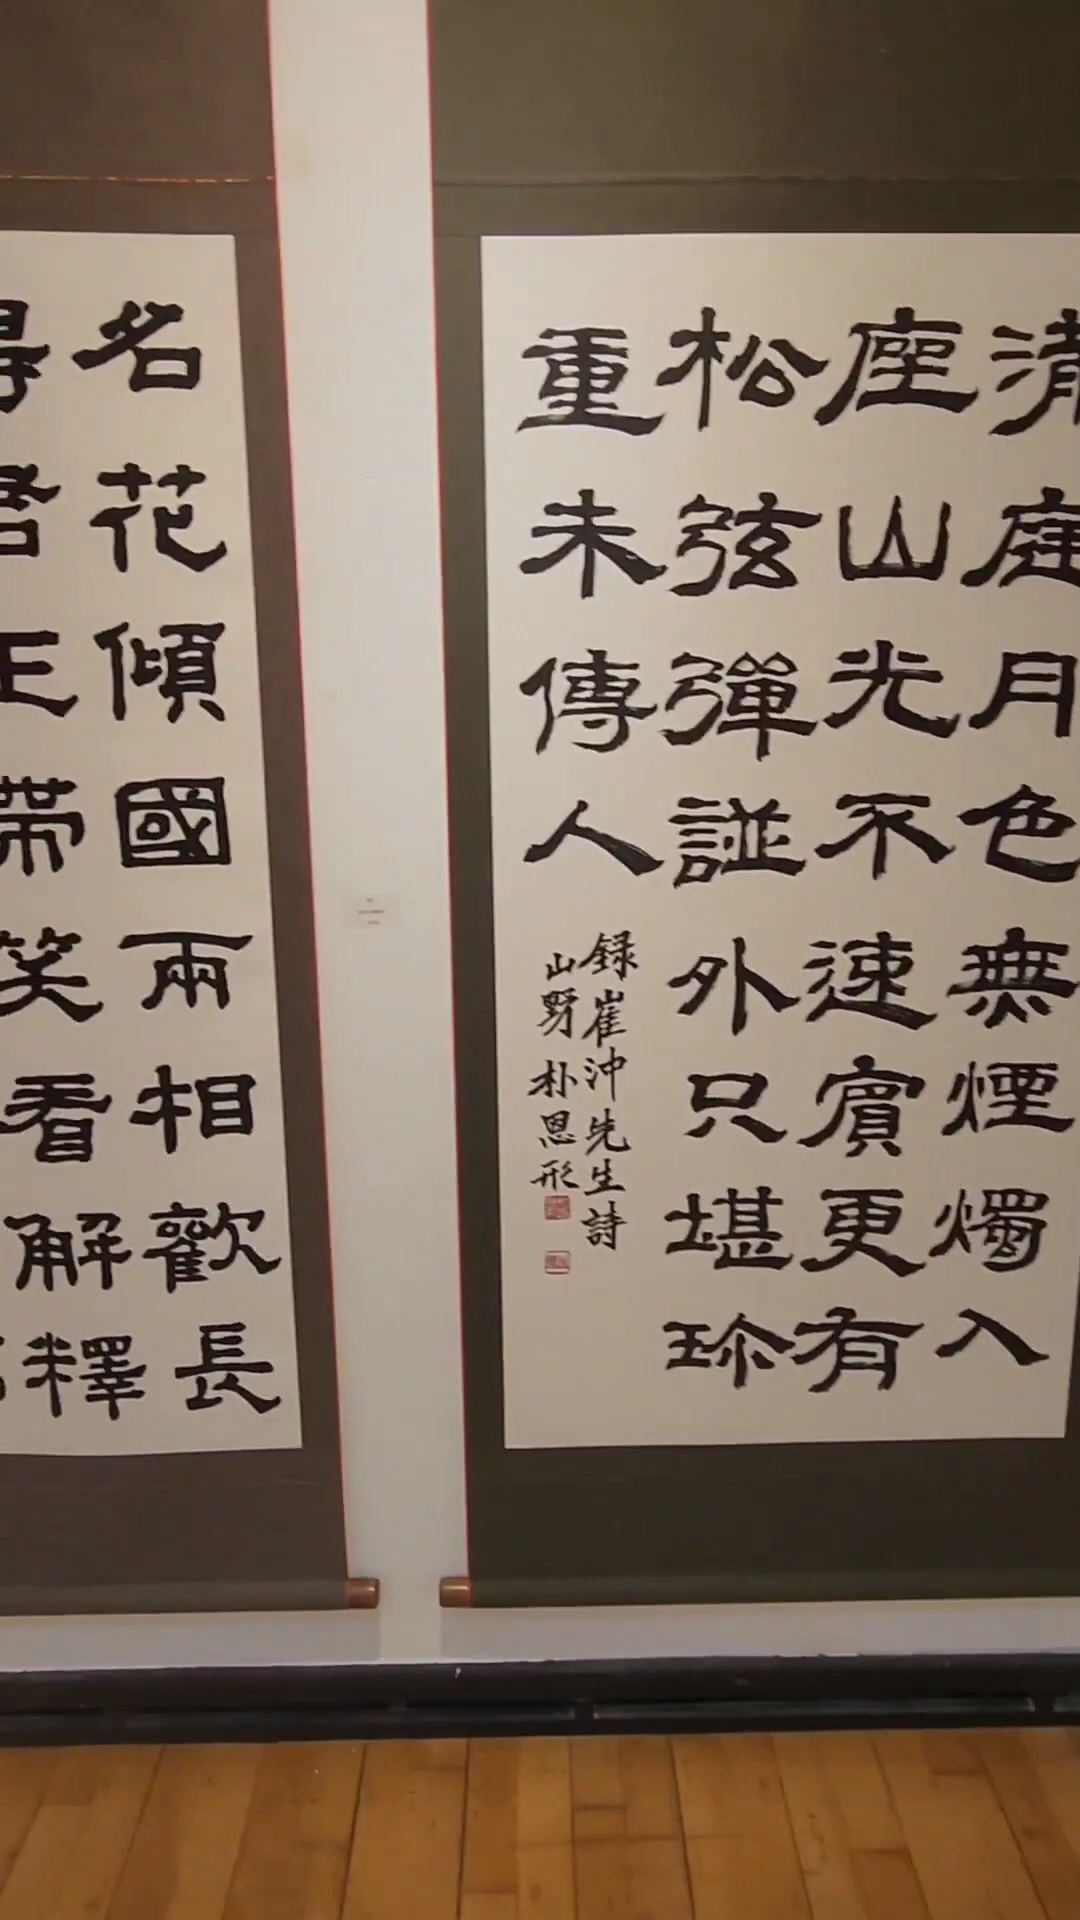 滿庭月色無煙燭入
座山光不速賓更有
松弦彈譜外只堪珍
重未傳人
錄崔沖先生詩
山野 朴恩形
名花傾國兩相歡長
得君王帶笑看解釋